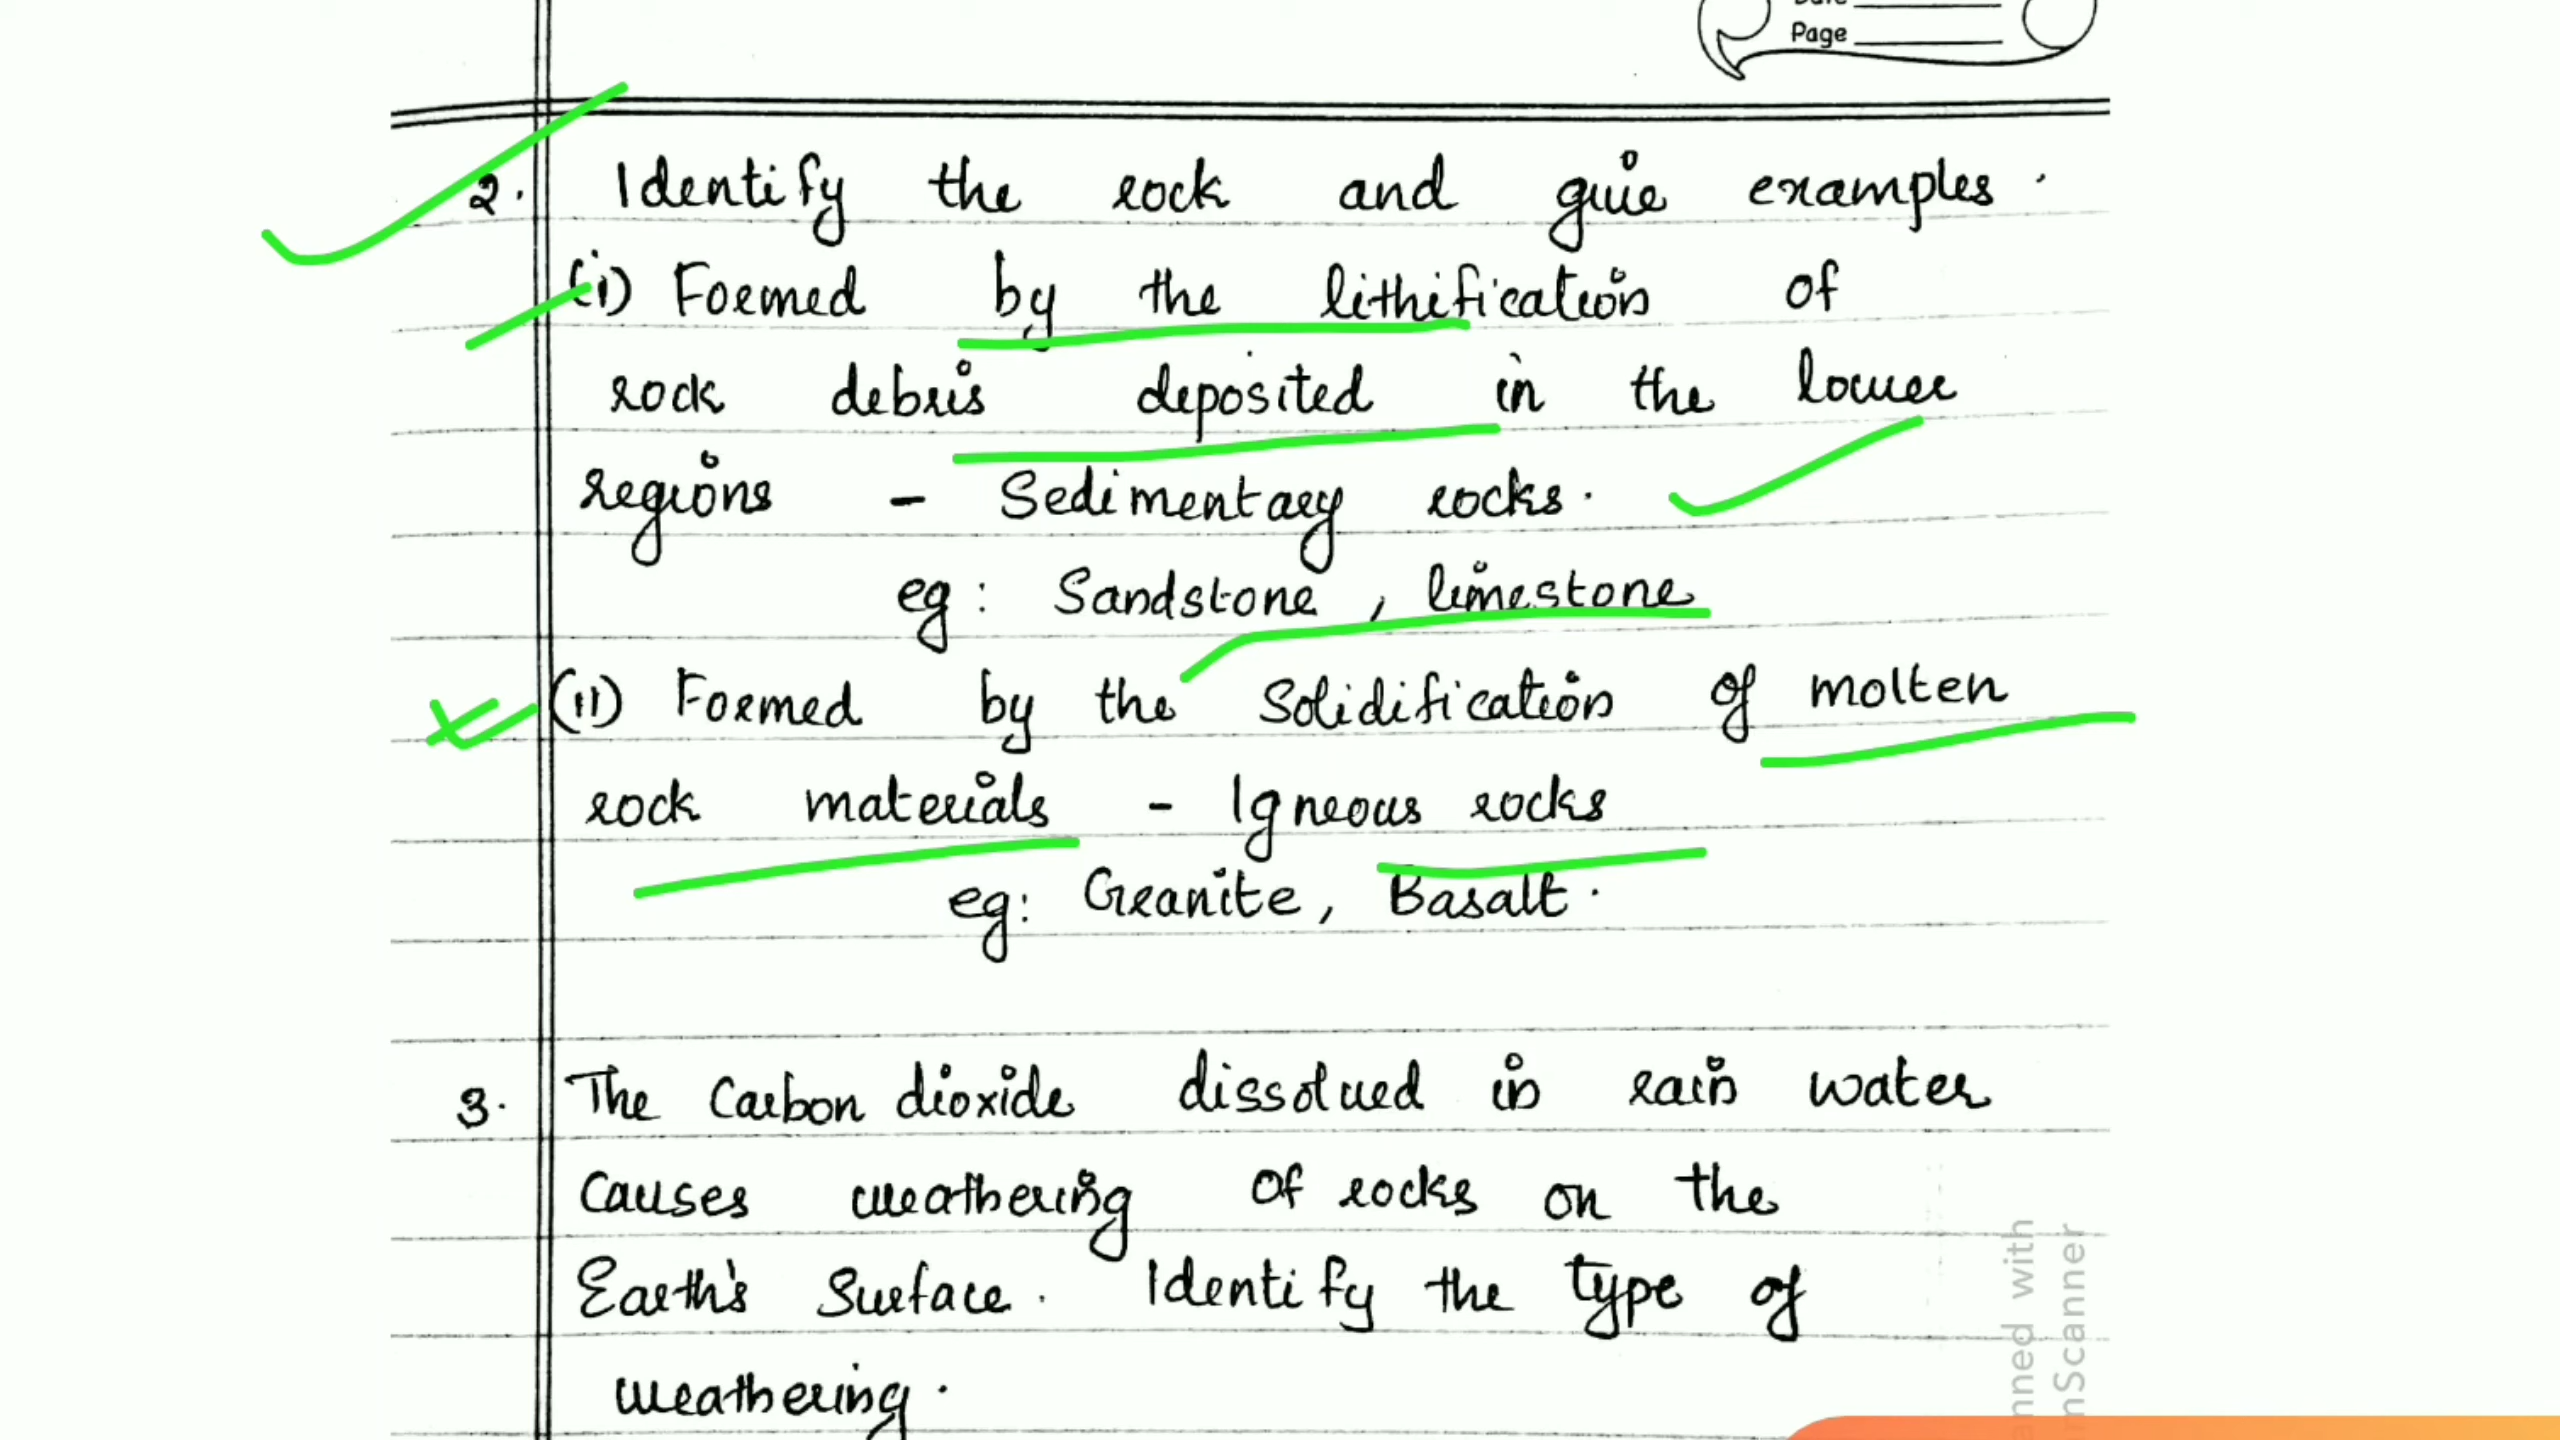 Page
2. Identify the rock and give examples.
(i) Formed by the lithification of
rock debris deposited in the lower
regions - Sedimentary rocks.
eg: Sandstone, limestone
(ii) Formed by the Solidification of molten
rock materials - Igneous rocks
eg: Granite, Basalt.
3. The Carbon dioxide dissolved in rain water
Causes weathering Of rocks on the
Earth's Surface. Identify the type of
weathering.